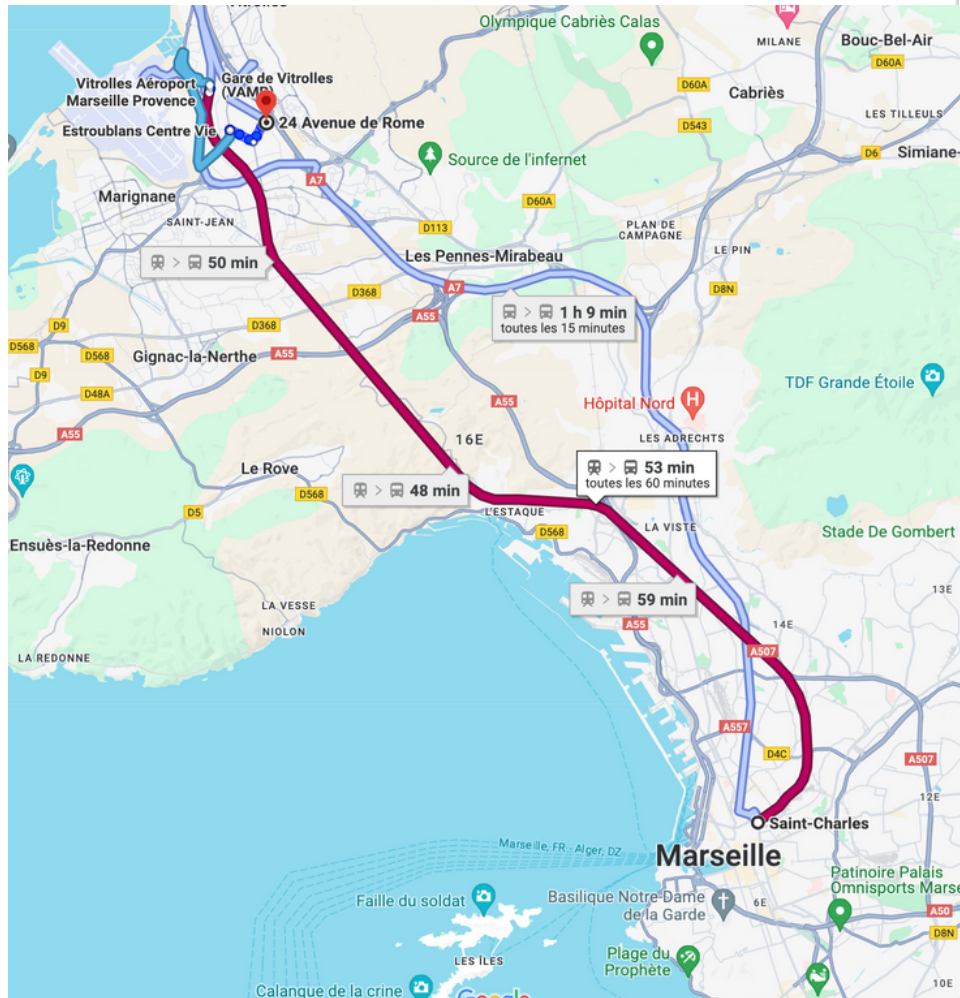 Olympique Cabriès Calas
MILANE
Bouc-Bel-Air
D60A
Vitrolles Aéroport
Marseille Provence
Gare de Vitrolles
(VAMP)
D60A
Cabriès
Estroublans Centre Vie
24 Avenue de Rome
LES TILLEULS
D543
D6
Simiane-
Source de l'infernet
A7
Marignane
D60A
SAINT-JEAN
D113
PLAN DE
CAMPAGNE
LE PIN
50 min
Les Pennes-Mirabeau
D368
A7
D8N
1 h 9 min
toutes les 15 minutes
A55
D9
D368
D568
D568
Gignac-la-Nerthe
A55
D9
TDF Grande Étoile
D48A
A55
Hôpital Nord
A55
16E
LES ADRECHTS
Le Rove
53 min
toutes les 60 minutes
48 min
D568
D5
L'ESTAQUE
LA VISTE
D568
Stade De Gombert
Ensuès-la-Redonne
13E
59 min
LA VESSE
NIOLON
A55
14E
LA REDONNE
A507
A557
D4C
A507
12E
Saint-Charles
Marseille, FR - Alger, DZ
Marseille
Patinoire Palais
Omnisports Marse
Basilique Notre-Dame
de la Garde
Faille du soldat
6E
A50
D8N
LES ÎLES
Plage du
Prophète
Calanque de la crine
Google
10E